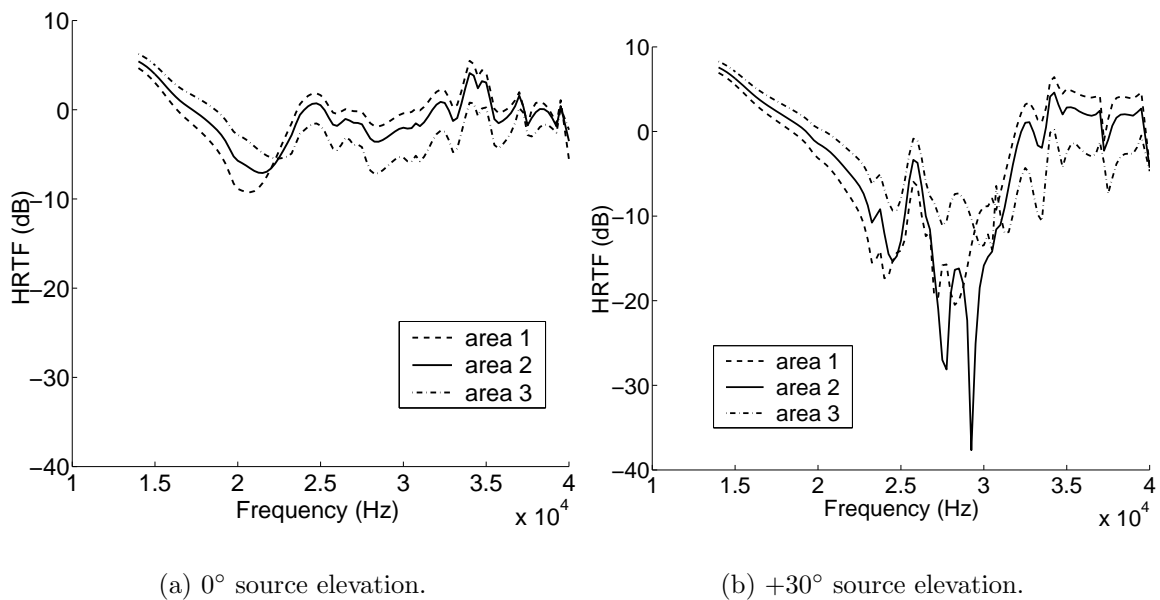 10
0
−10
−20
−30
−40
HRTF (dB)
1
1.5
2
2.5
3
3.5
4
Frequency (Hz)
x 10^4
area 1
area 2
area 3
(a) 0° source elevation.
10
0
−10
−20
−30
−40
HRTF (dB)
1
1.5
2
2.5
3
3.5
4
Frequency (Hz)
x 10^4
area 1
area 2
area 3
(b) +30° source elevation.